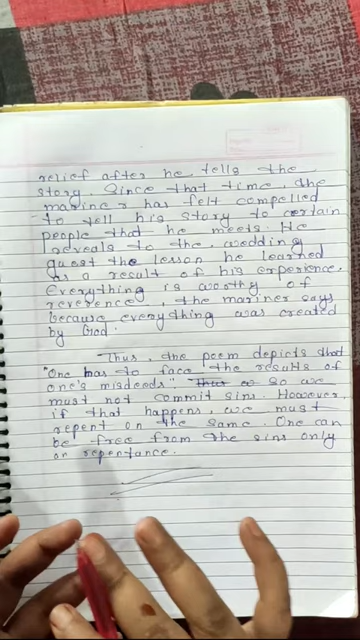 relief after he tells the
story. Since that time, the
mariner has felt compelled
to tell his story to certain
people that he meets. He
reveals to the wedding
guest the lesson he learned
as a result of his experience.
Everything is worthy of
reverence, the mariner says
because everything was created
by God.
Thus, the poem depicts that
"One has to face the results of
one's misdeeds". So we
must not commit sins. However,
if that happens, we must
repent on the same. One can
be free from the sins only
on repentance.